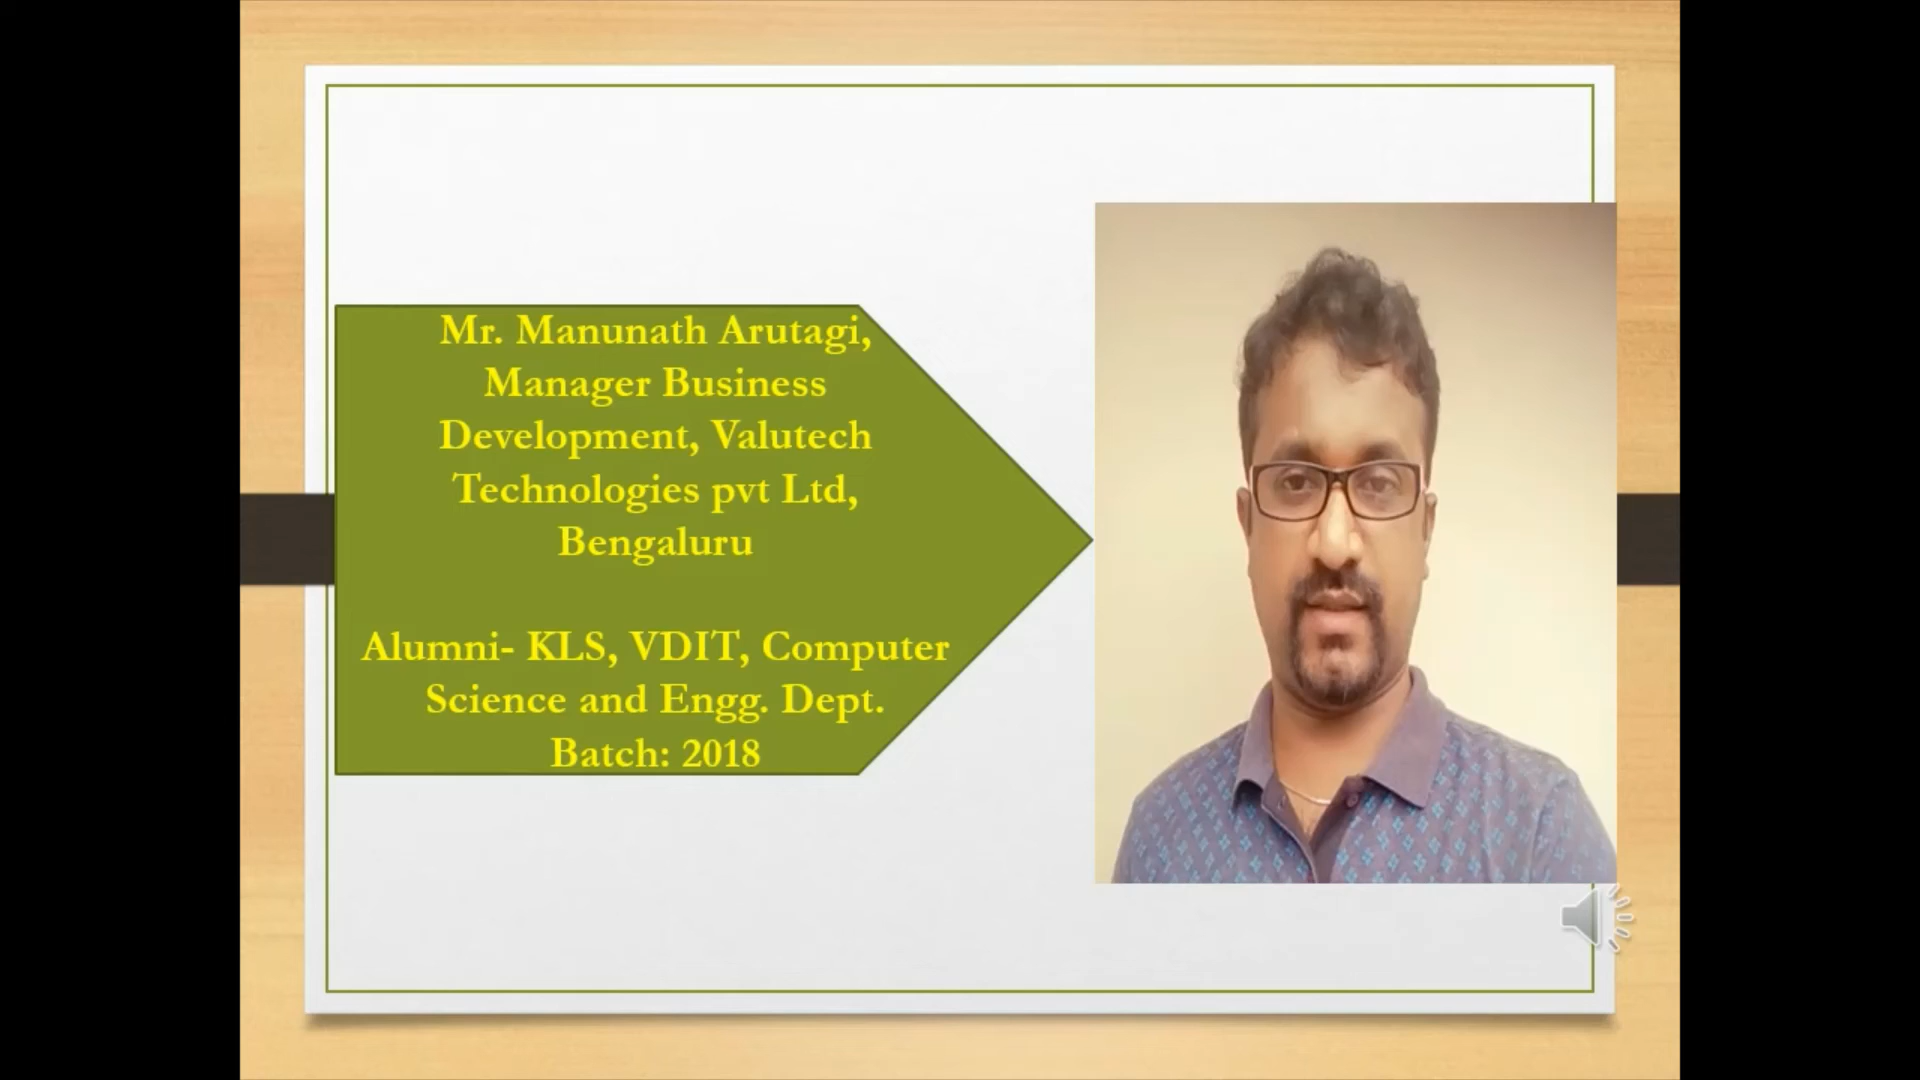 Mr. Manunath Arutagi,
Manager Business
Development, Valutech
Technologies pvt Ltd,
Bengaluru
Alumni- KLS, VDIT, Computer
Science and Engg. Dept.
Batch: 2018